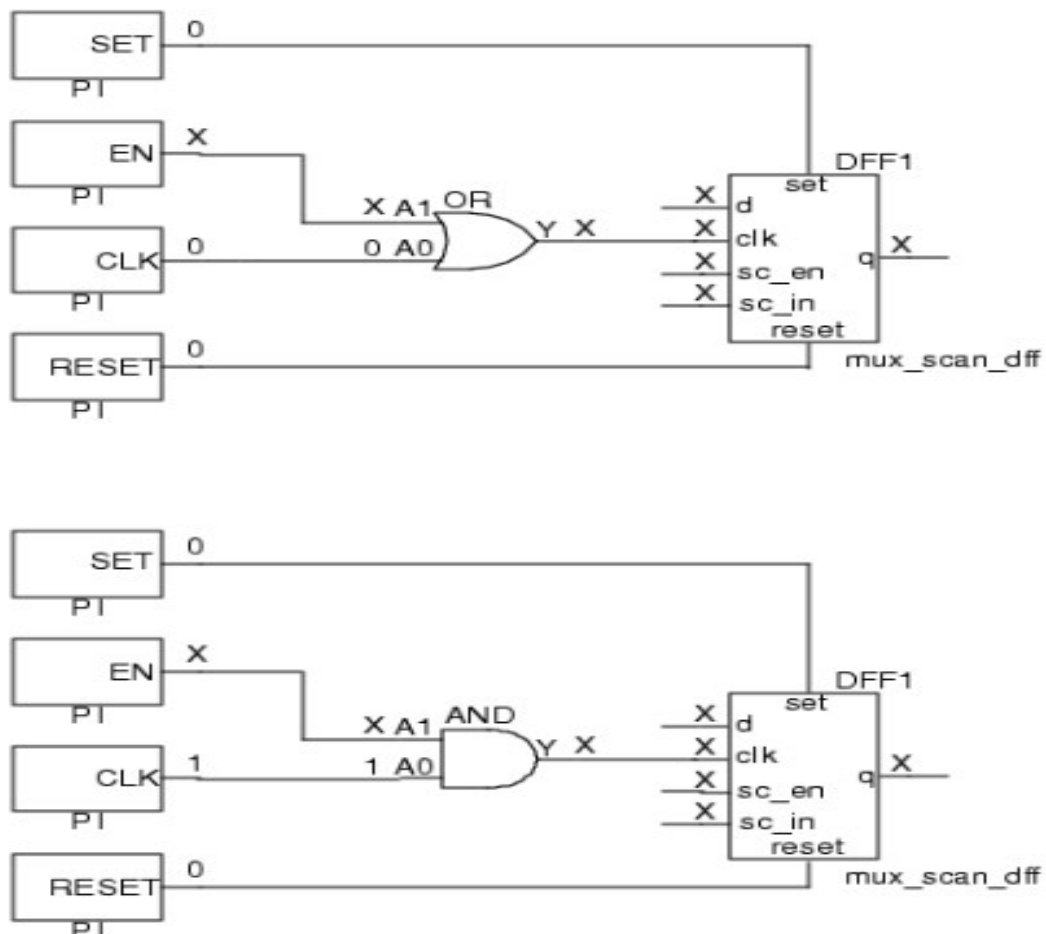 SET 0
PI
EN X
PI
X A1 OR
Y X
CLK 0
0 A0
PI
RESET 0
PI
DFF1
set
X d
X clk
q X
X sc_en
X sc_in
reset
mux_scan_dff
SET 0
PI
EN X
PI
X A1 AND
Y X
CLK 1
1 A0
PI
RESET 0
PI
DFF1
set
X d
X clk
q X
X sc_en
X sc_in
reset
mux_scan_dff